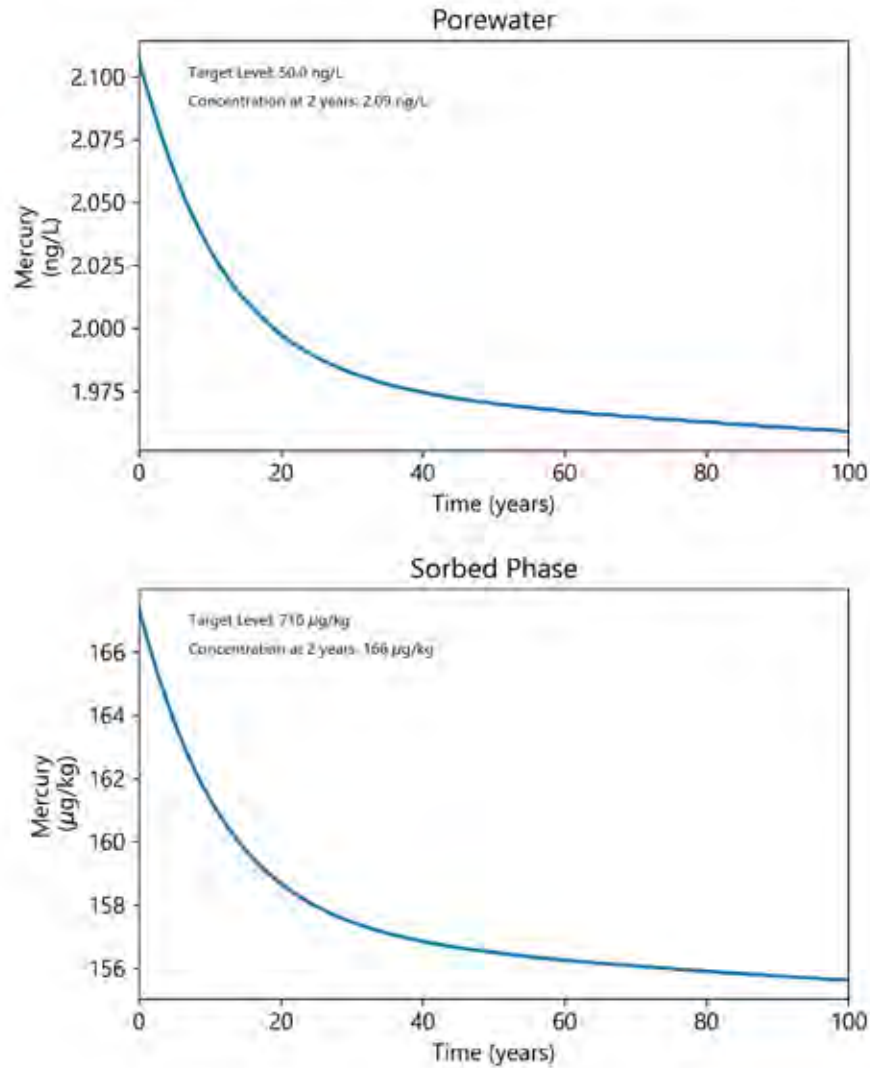 Porewater
Target Level: 50.0 ng/L
Concentration at 2 years: 2.09 ng/L
Mercury
(ng/L)
2.100
2.075
2.050
2.025
2.000
1.975
0 20 40 60 80 100
Time (years)
Sorbed Phase
Target Level: µg/kg
Concentration at 2 years: 166 µg/kg
Mercury
(µg/kg)
166
164
162
160
158
156
0 20 40 60 80 100
Time (years)